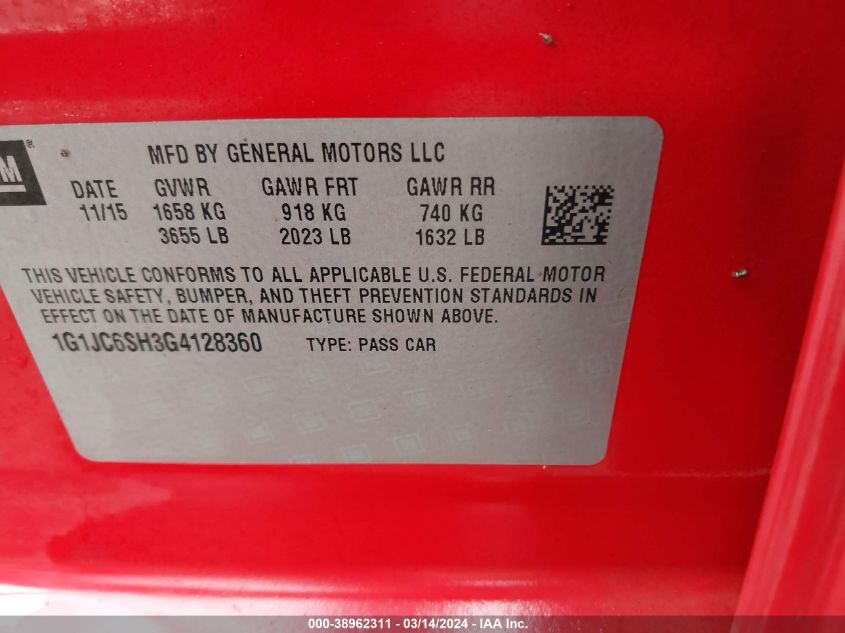 M ®
MFD BY GENERAL MOTORS LLC
DATE GVWR GAWR FRT GAWR RR
11/15 1658 KG 918 KG 740 KG
3655 LB 2023 LB 1632 LB
THIS VEHICLE CONFORMS TO ALL APPLICABLE U.S. FEDERAL MOTOR
VEHICLE SAFETY, BUMPER, AND THEFT PREVENTION STANDARDS IN
EFFECT ON THE DATE OF MANUFACTURE SHOWN ABOVE.
1G1JC6SH3G4128360 TYPE: PASS CAR
000-38962311 - 03/14/2024 - IAA Inc.